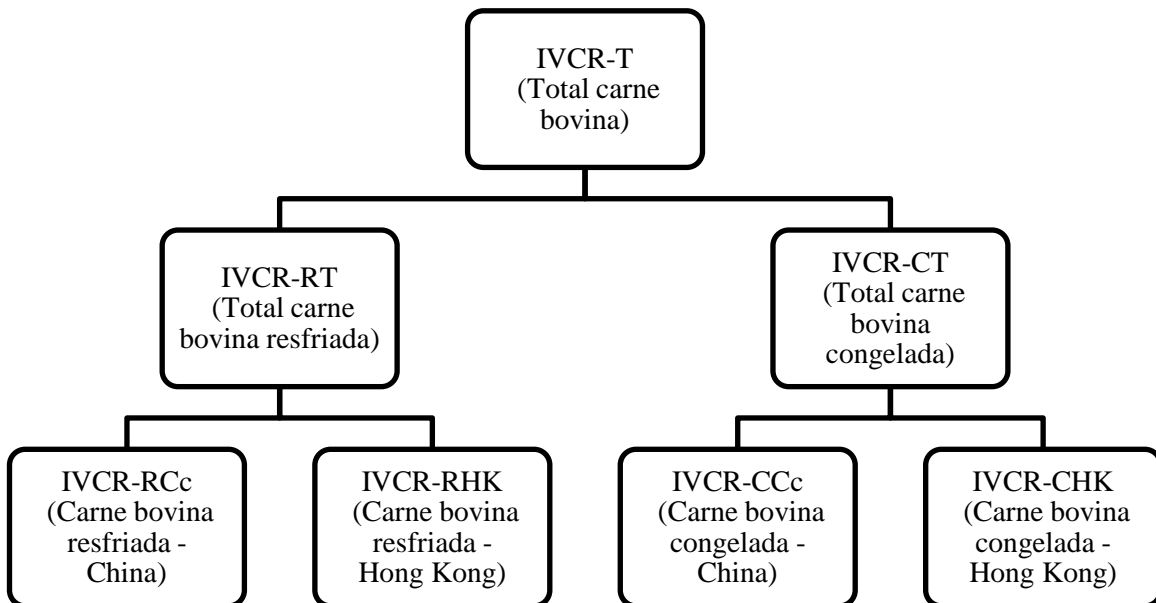 IVCR-T
(Total carne
bovina)
IVCR-RT
(Total carne
bovina resfriada)
IVCR-CT
(Total carne
bovina
congelada)
IVCR-RCc
(Carne bovina
resfriada -
China)
IVCR-RHK
(Carne bovina
resfriada -
Hong Kong)
IVCR-CCc
(Carne bovina
congelada -
China)
IVCR-CHK
(Carne bovina
congelada -
Hong Kong)